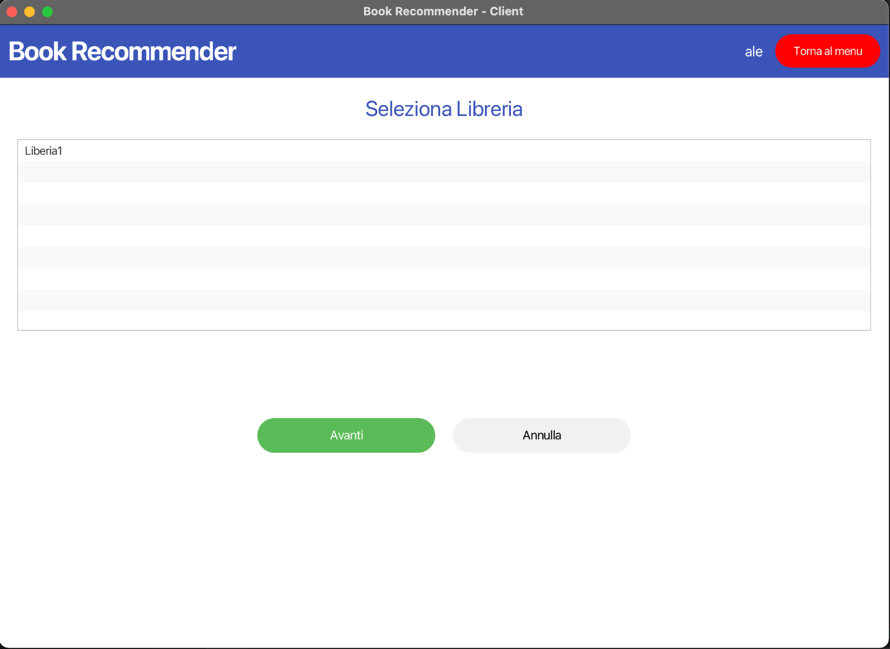 Book Recommender - Client
Book Recommender
ale
Torna al menu
Seleziona Libreria
Liberia1
Avanti
Annulla